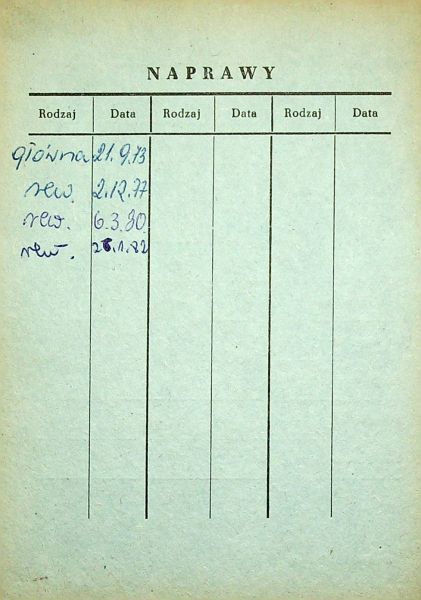 NAPRAWY
Rodzaj Data Rodzaj Data Rodzaj Data
główna 21.9.73
rew. 2.12.77
rew. 6.3.80.
rew. 26.1.82